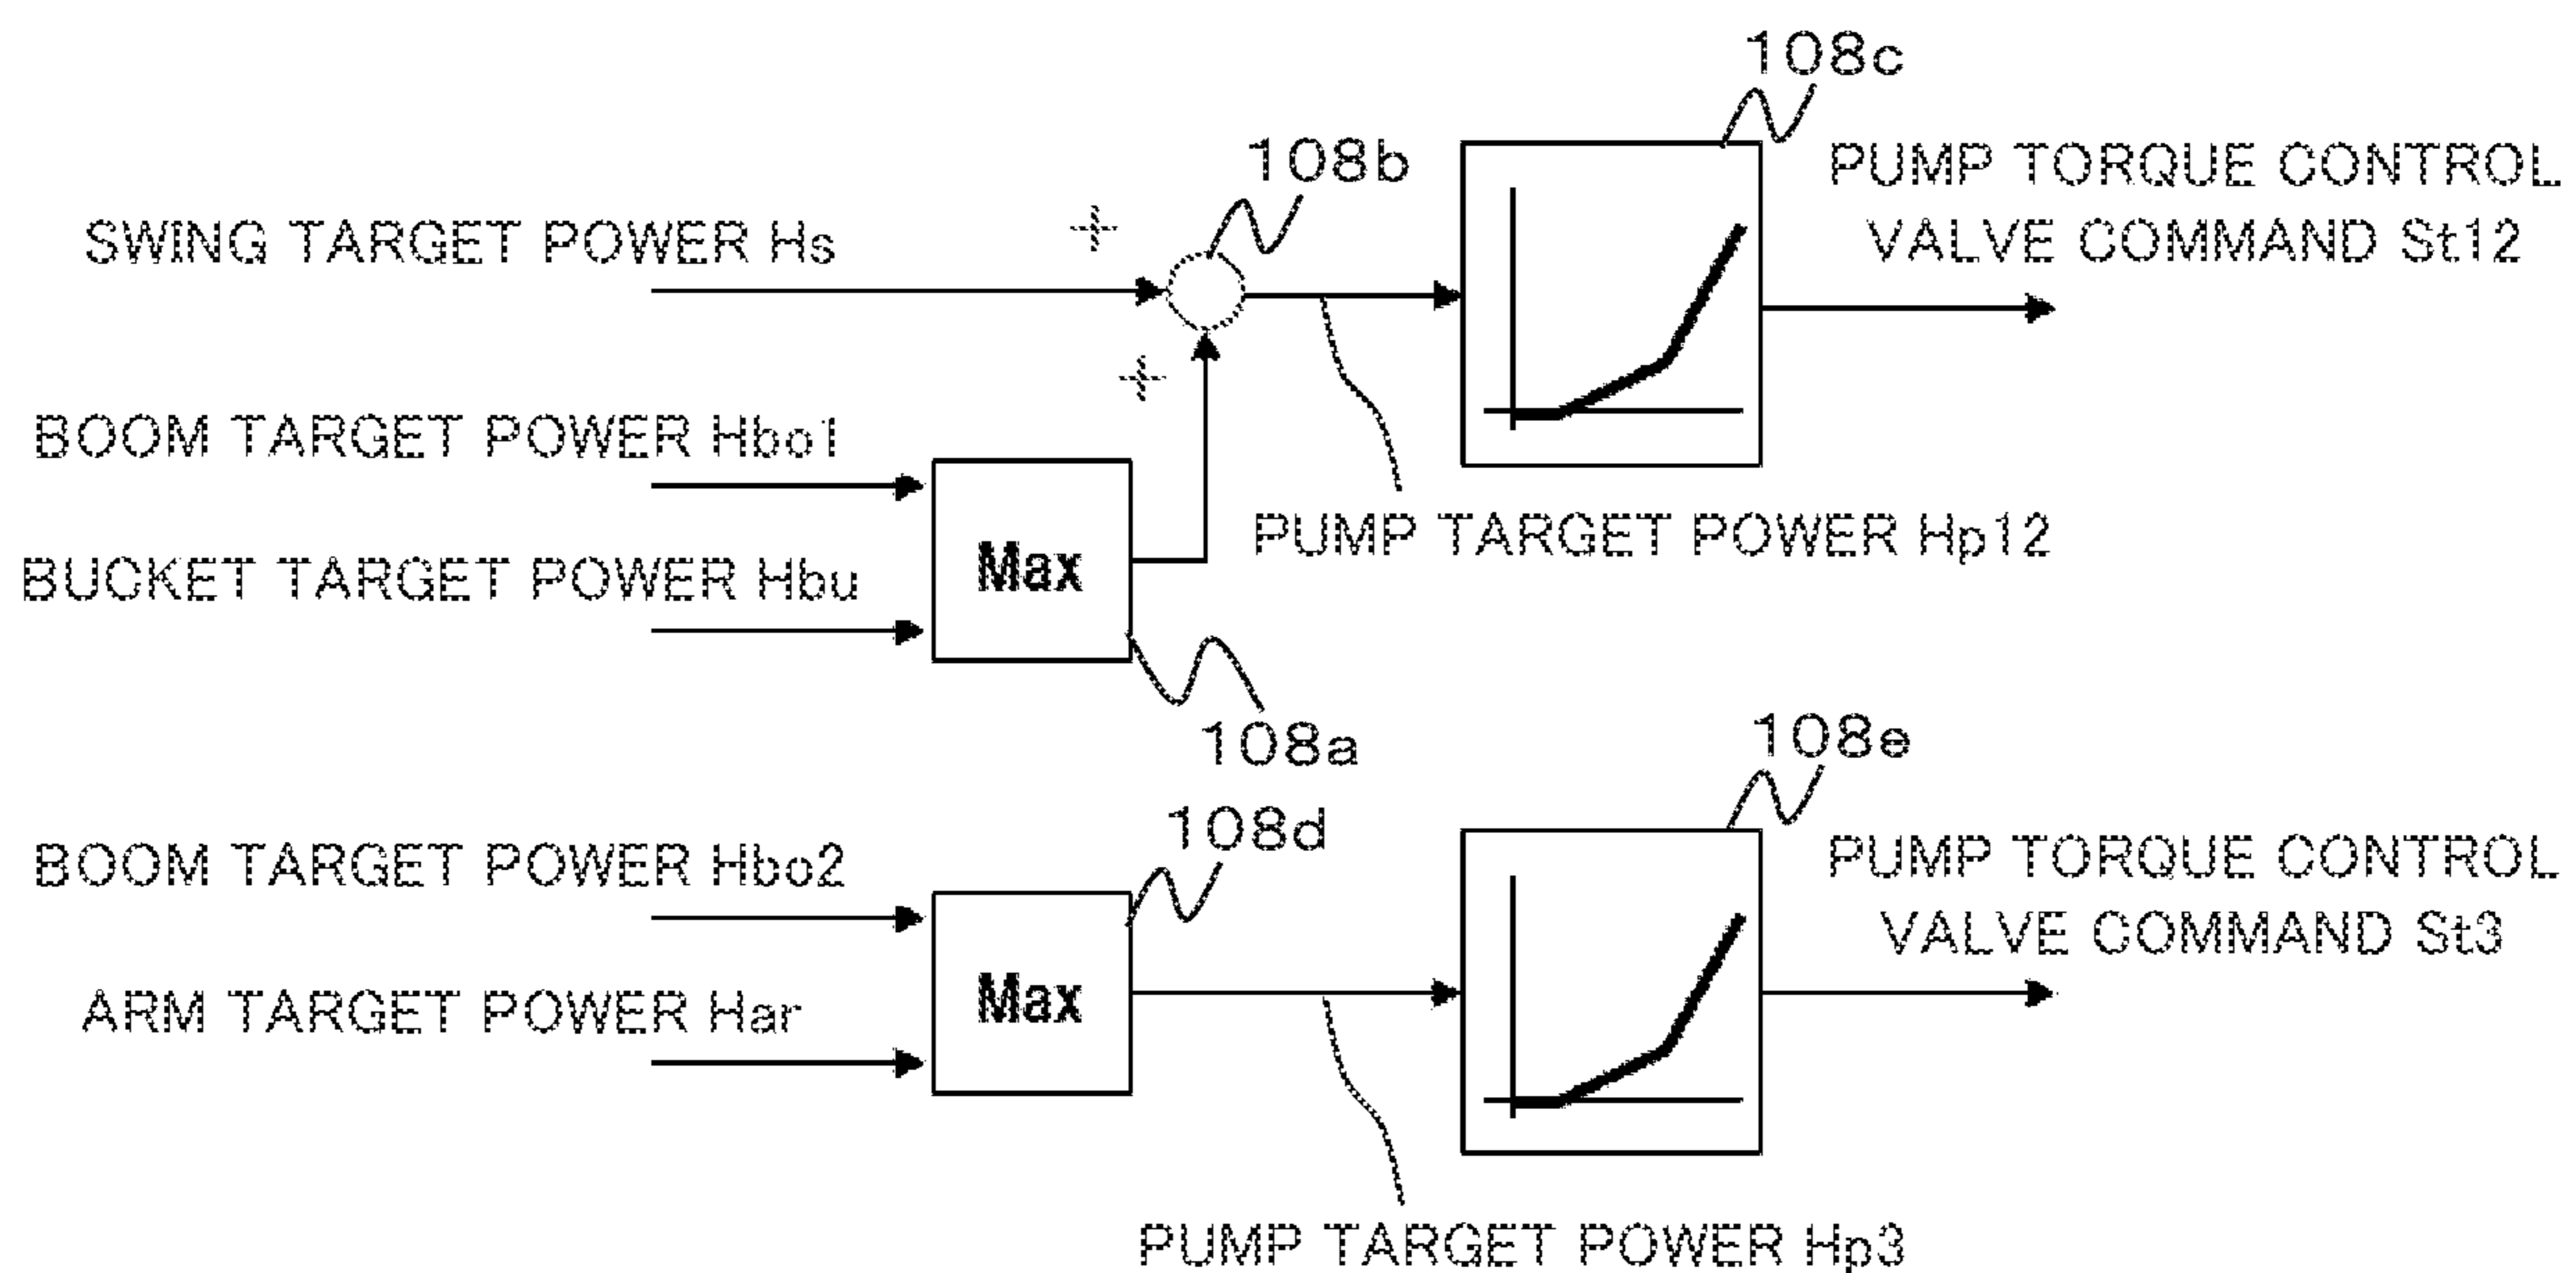 108c
108b
PUMP TORQUE CONTROL
VALVE COMMAND St12
+
SWING TARGET POWER Hs
+
BOOM TARGET POWER Hbo1
PUMP TARGET POWER Hp12
Max
BUCKET TARGET POWER Hbu
108a
108e
108d
BOOM TARGET POWER Hbo2
PUMP TORQUE CONTROL
VALVE COMMAND St3
Max
ARM TARGET POWER Har
PUMP TARGET POWER Hp3